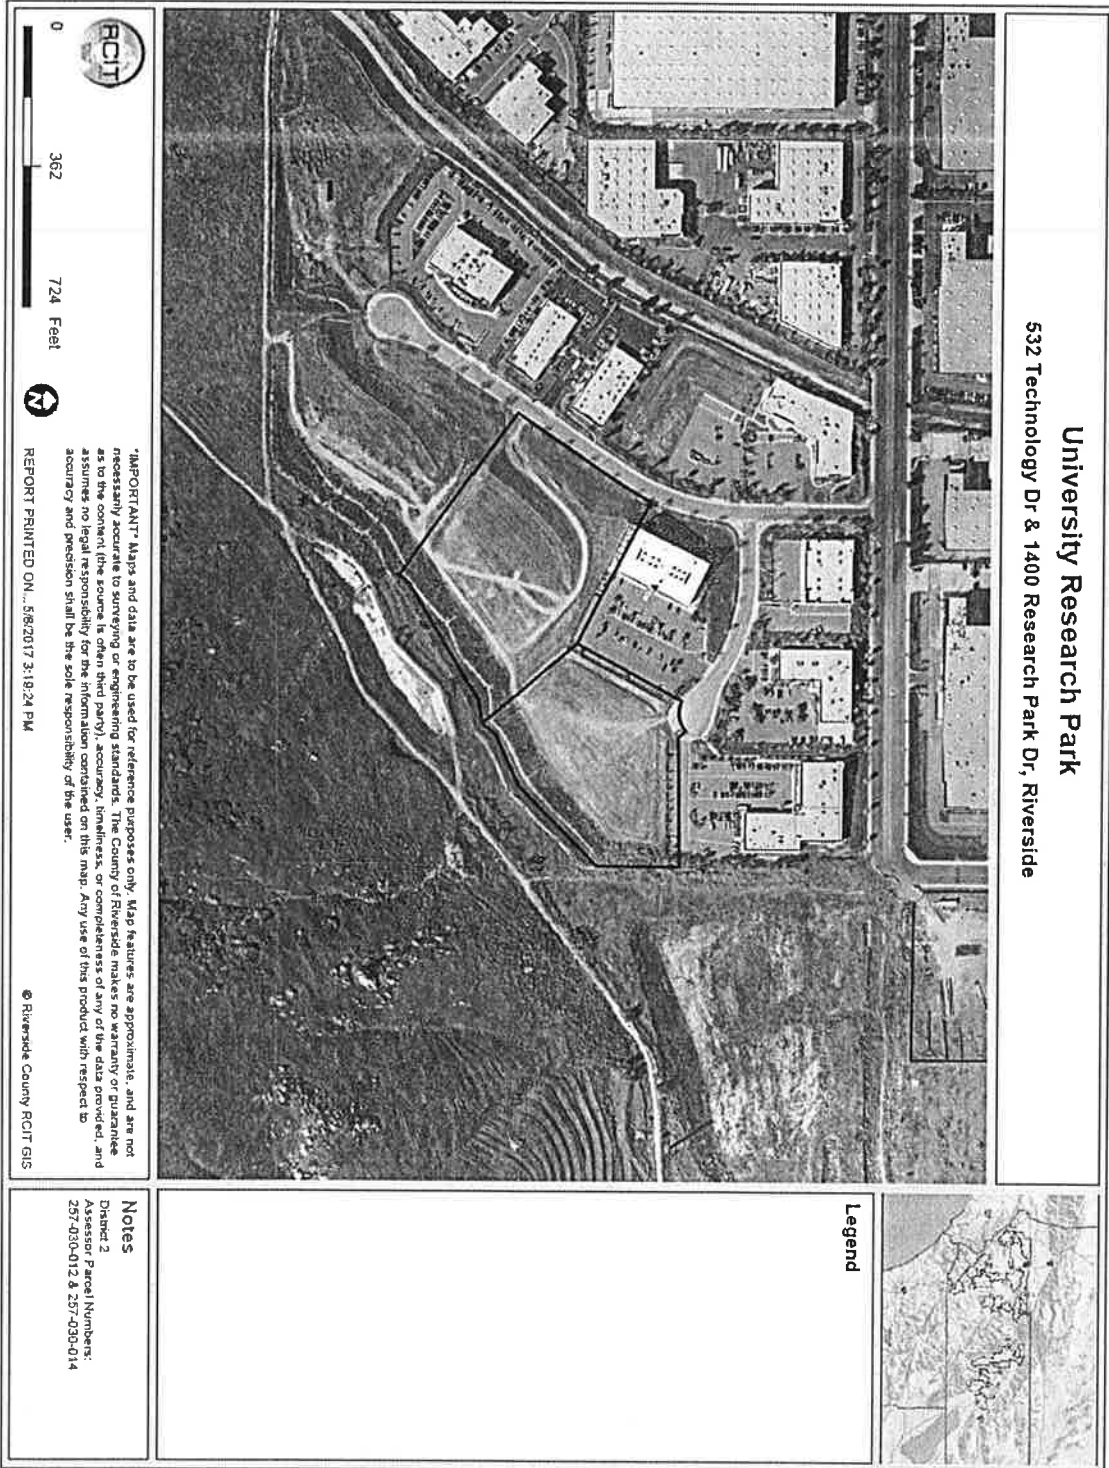 University Research Park
532 Technology Dr & 1400 Research Park Dr, Riverside
Legend
RCIT
0 362 724 Feet
N
*IMPORTANT* Maps and data are to be used for reference purposes only. Map features are approximate, and are not
necessarily accurate to surveying or engineering standards. The County of Riverside makes no warranty or guarantee
as to the content (the source is often third party), accuracy, timeliness, or completeness of any of the data provided, and
assumes no legal responsibility for the information contained on this map. Any use of this product with respect to
accuracy and precision shall be the sole responsibility of the user.
REPORT PRINTED ON... 5/8/2017 3:19:24 PM
© Riverside County RCIT GIS
Notes
District 2
Assessor Parcel Numbers:
257-030-012 & 257-030-014